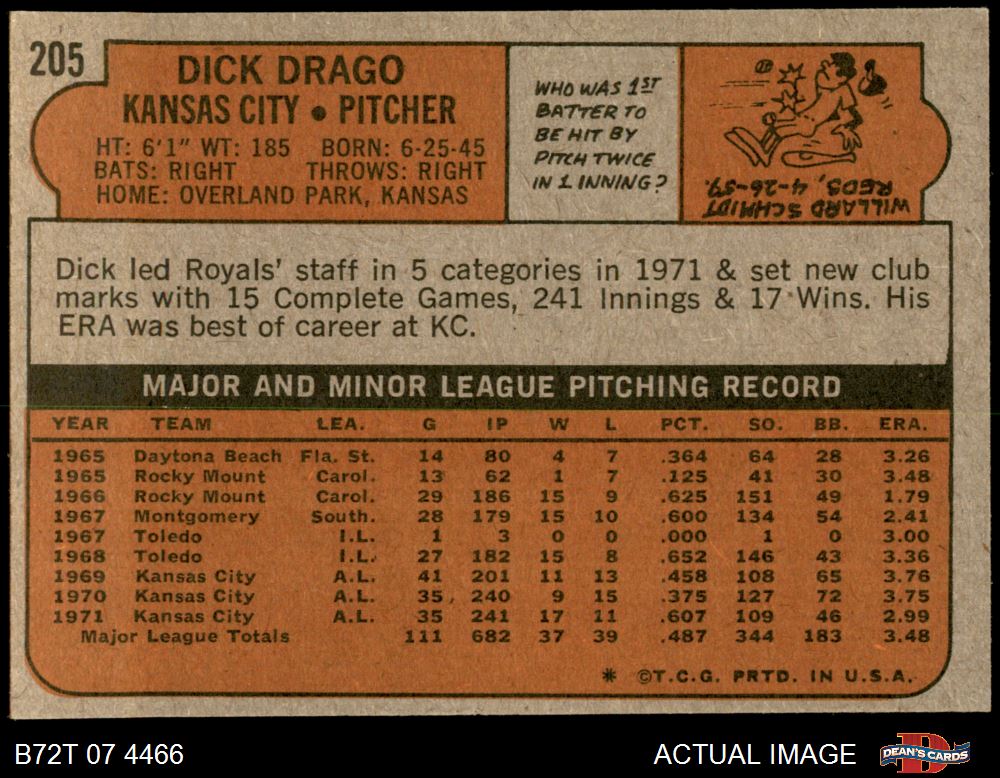 205
DICK DRAGO
KANSAS CITY • PITCHER
HT: 6'1" WT: 185 BORN: 6-25-45
BATS: RIGHT THROWS: RIGHT
HOME: OVERLAND PARK, KANSAS
WHO WAS 1ST
BATTER TO
BE HIT BY
PITCH TWICE
IN 1 INNING?
WILLARD SCHMIDT
REDS, 4-26-59.
Dick led Royals' staff in 5 categories in 1971 & set new club
marks with 15 Complete Games, 241 Innings & 17 Wins. His
ERA was best of career at KC.
MAJOR AND MINOR LEAGUE PITCHING RECORD
YEAR TEAM LEA. G IP W L PCT. SO. BB. ERA.
1965 Daytona Beach Fla. St. 14 80 4 7 .364 64 28 3.26
1965 Rocky Mount Carol. 13 62 1 7 .125 41 30 3.48
1966 Rocky Mount Carol. 29 186 15 9 .625 151 49 1.79
1967 Montgomery South. 28 179 15 10 .600 134 54 2.41
1967 Toledo I.L. 1 3 0 0 .000 1 0 3.00
1968 Toledo I.L. 27 182 15 8 .652 146 43 3.36
1969 Kansas City A.L. 41 201 11 13 .458 108 65 3.76
1970 Kansas City A.L. 35 240 9 15 .375 127 72 3.75
1971 Kansas City A.L. 35 241 17 11 .607 109 46 2.99
Major League Totals 111 682 37 39 .487 344 183 3.48
* ©T.C.G. PRTD. IN U.S.A.
B72T 07 4466
ACTUAL IMAGE
DEAN'S CARDS